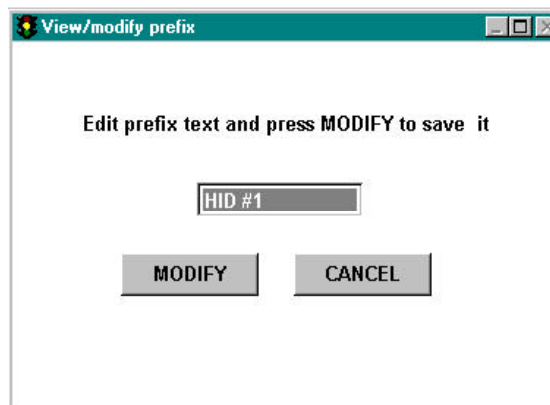 View/modify prefix
Edit prefix text and press MODIFY to save it
HID #1
MODIFY CANCEL